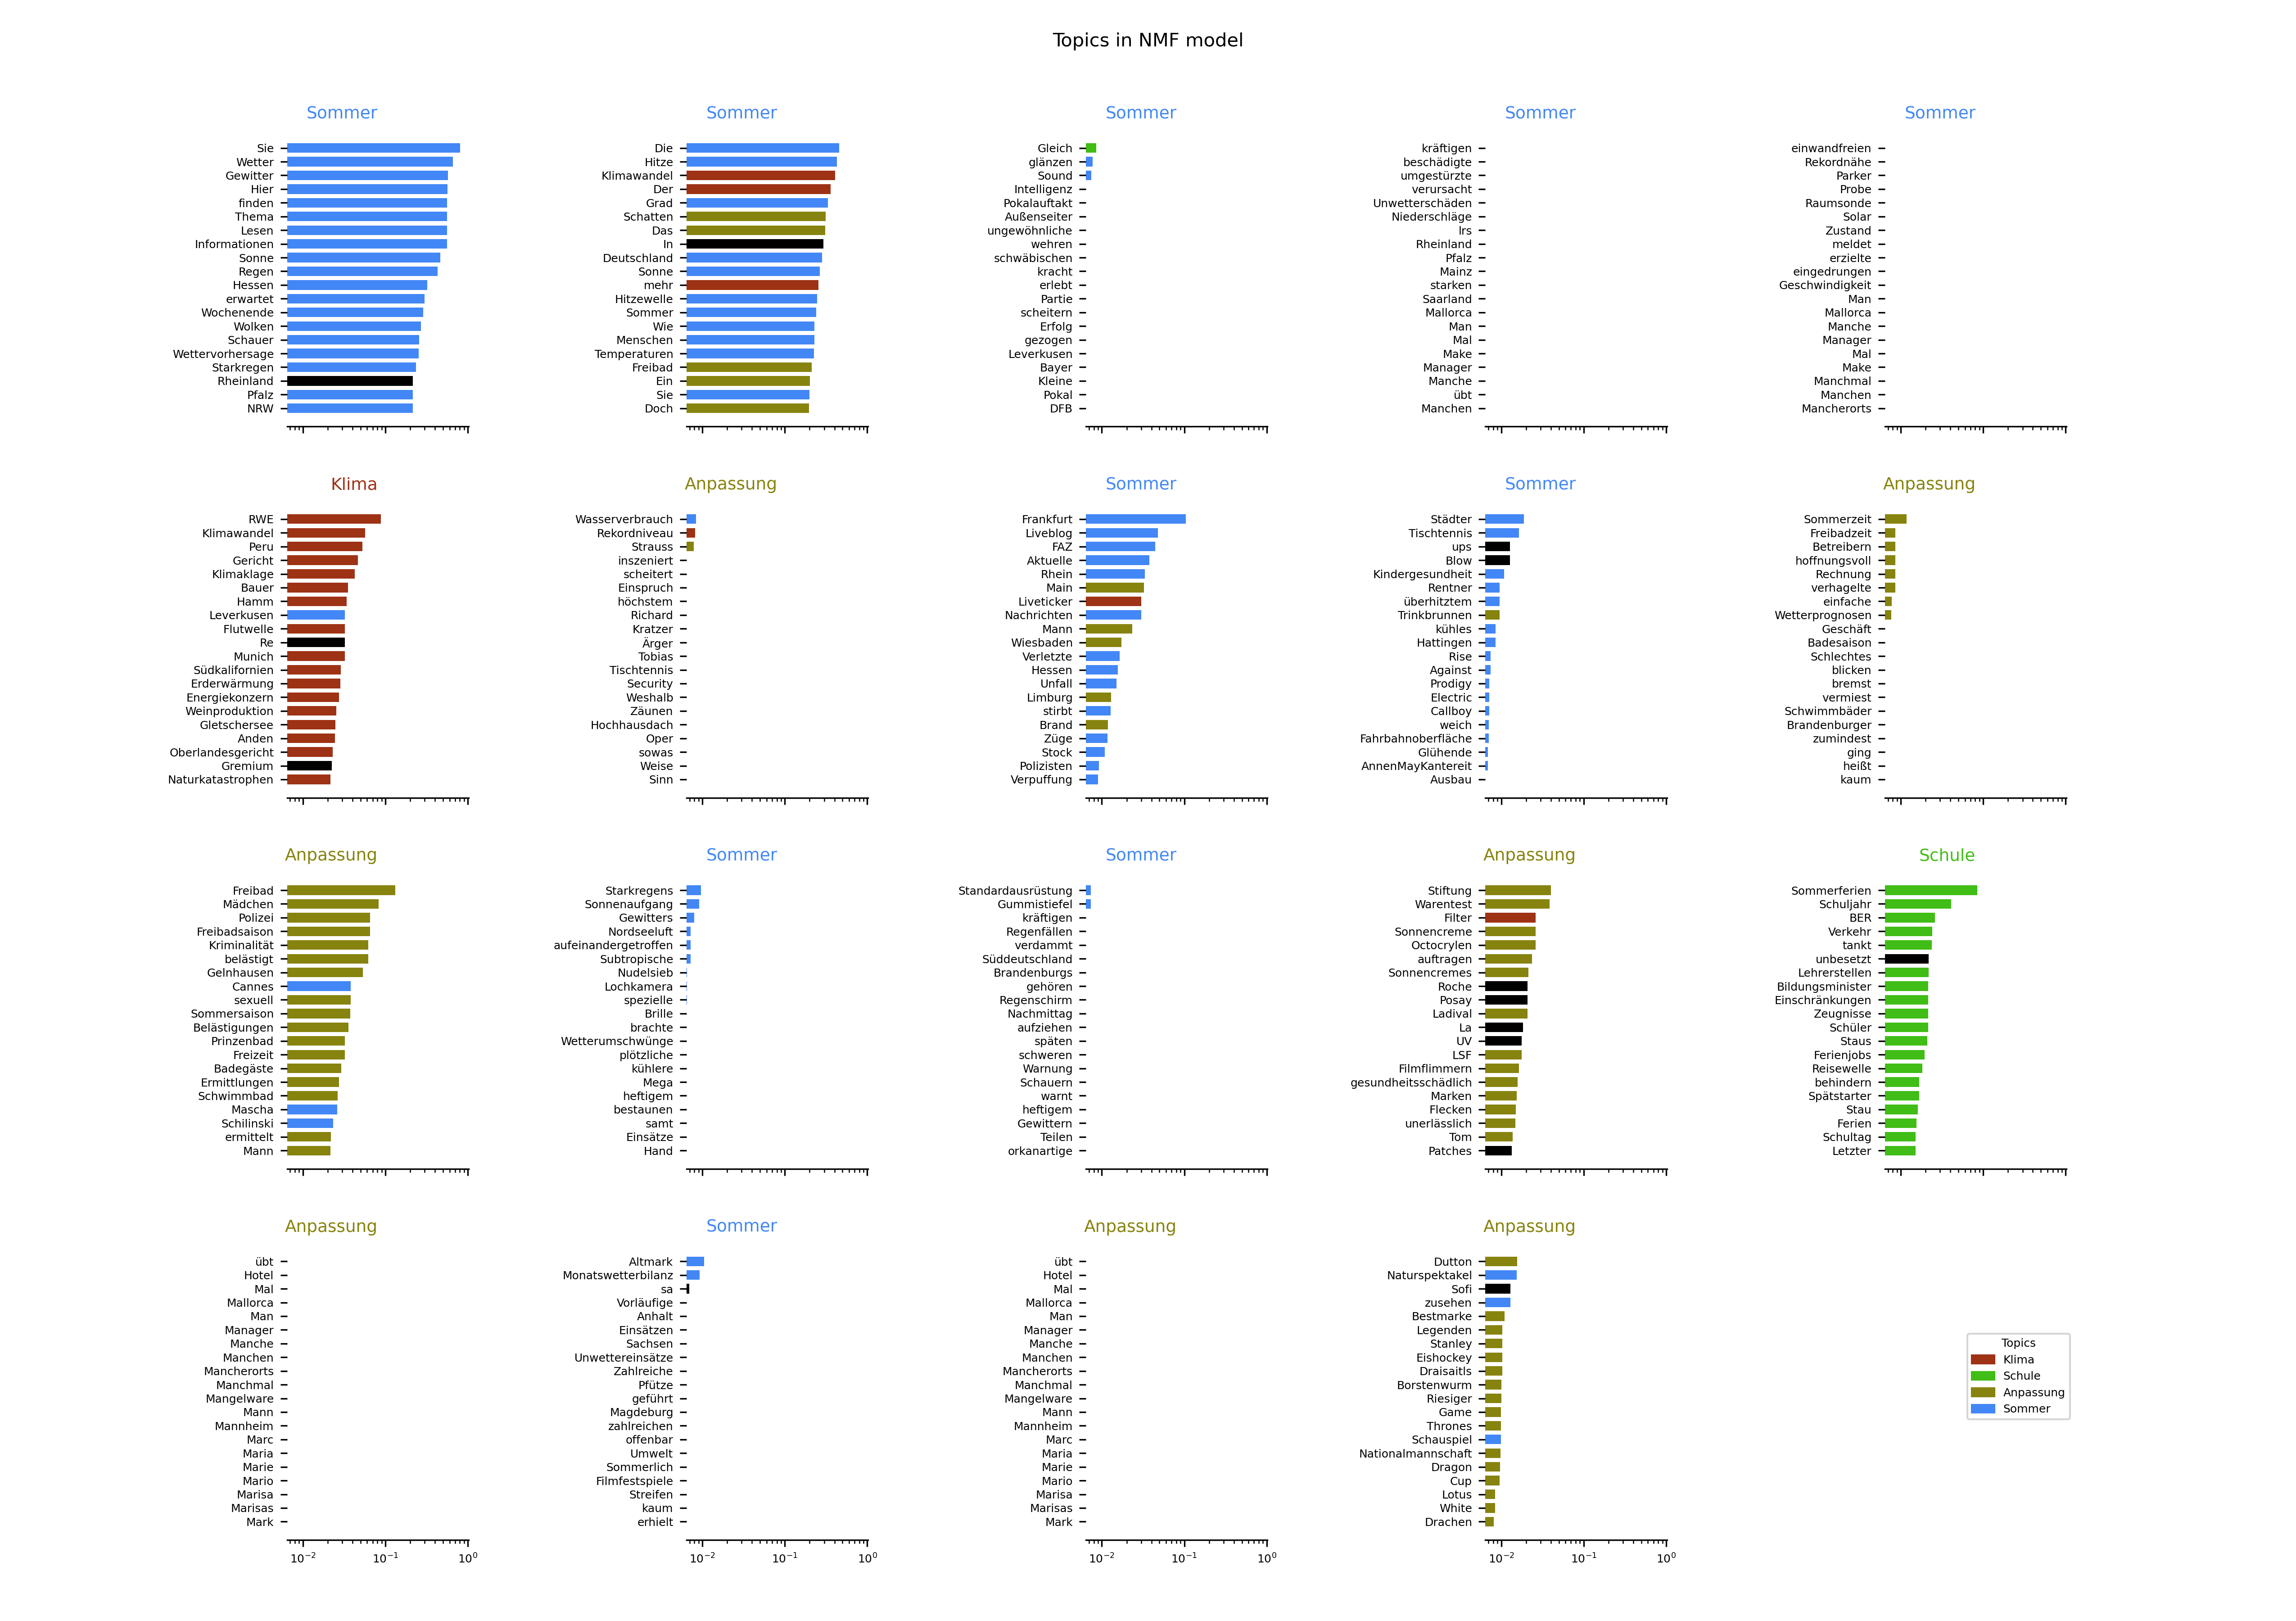 Topics in NMF model
Sommer
Sie
Wetter
Gewitter
Hier
finden
Thema
Lesen
Informationen
Sonne
Regen
Hessen
erwartet
Wochenende
Wolken
Schauer
Wettervorhersage
Starkregen
Rheinland
Pfalz
NRW
Sommer
Die
Hitze
Klimawandel
Der
Grad
Schatten
Das
In
Deutschland
Sonne
mehr
Hitzewelle
Sommer
Wie
Menschen
Temperaturen
Freibad
Ein
Sie
Doch
Sommer
Gleich
glänzen
Sound
Intelligenz
Pokalauftakt
Außenseiter
ungewöhnliche
wehren
schwäbischen
kracht
erlebt
Partie
scheitern
Erfolg
gezogen
Leverkusen
Bayer
Kleine
Pokal
DFB
Sommer
kräftigen
beschädigte
umgestürzte
verursacht
Unwetterschäden
Niederschläge
Irs
Rheinland
Pfalz
Mainz
starken
Saarland
Mallorca
Man
Mal
Make
Manager
Manche
übt
Manchen
Sommer
einwandfreien
Rekordnähe
Parker
Probe
Raumsonde
Solar
Zustand
meldet
erzielte
eingedrungen
Geschwindigkeit
Man
Mallorca
Manche
Manager
Mal
Make
Manchmal
Manchen
Mancherorts
Klima
RWE
Klimawandel
Peru
Gericht
Klimaklage
Bauer
Hamm
Leverkusen
Flutwelle
Re
Munich
Südkalifornien
Erderwärmung
Energiekonzern
Weinproduktion
Gletschersee
Anden
Oberlandesgericht
Gremium
Naturkatastrophen
Anpassung
Wasserverbrauch
Rekordniveau
Strauss
inszeniert
scheitert
Einspruch
höchstem
Richard
Kratzer
Ärger
Tobias
Tischtennis
Security
Weshalb
Zäunen
Hochhausdach
Oper
sowas
Weise
Sinn
Sommer
Frankfurt
Liveblog
FAZ
Aktuelle
Rhein
Main
Liveticker
Nachrichten
Mann
Wiesbaden
Verletzte
Hessen
Unfall
Limburg
stirbt
Brand
Züge
Stock
Polizisten
Verpuffung
Sommer
Städter
Tischtennis
ups
Blow
Kindergesundheit
Rentner
überhitztem
Trinkbrunnen
kühles
Hattingen
Rise
Against
Prodigy
Electric
Callboy
weich
Fahrbahnoberfläche
Glühende
AnnenMayKantereit
Ausbau
Anpassung
Sommerzeit
Freibadzeit
Betreibern
hoffnungsvoll
Rechnung
verhagelte
einfache
Wetterprognosen
Geschäft
Badesaison
Schlechtes
blicken
bremst
vermiest
Schwimmbäder
Brandenburger
zumindest
ging
heißt
kaum
Anpassung
Freibad
Mädchen
Polizei
Freibadsaison
Kriminalität
belästigt
Gelnhausen
Cannes
sexuell
Sommersaison
Belästigungen
Prinzenbad
Freizeit
Badegäste
Ermittlungen
Schwimmbad
Mascha
Schilinski
ermittelt
Mann
Sommer
Starkregens
Sonnenaufgang
Gewitters
Nordseeluft
aufeinandergetroffen
Subtropische
Nudelsieb
Lochkamera
spezielle
Brille
brachte
Wetterumschwünge
plötzliche
kühlere
Mega
heftigem
bestaunen
samt
Einsätze
Hand
Sommer
Standardausrüstung
Gummistiefel
kräftigen
Regenfällen
verdammt
Süddeutschland
Brandenburgs
gehören
Regenschirm
Nachmittag
aufziehen
späten
schweren
Warnung
Schauern
warnt
heftigem
Gewittern
Teilen
orkanartige
Anpassung
Stiftung
Warentest
Filter
Sonnencreme
Octocrylen
auftragen
Sonnencremes
Roche
Posay
Ladival
La
UV
LSF
Filmflimmern
gesundheitsschädlich
Marken
Flecken
unerlässlich
Tom
Patches
Schule
Sommerferien
Schuljahr
BER
Verkehr
tankt
unbesetzt
Lehrerstellen
Bildungsminister
Einschränkungen
Zeugnisse
Schüler
Staus
Ferienjobs
Reisewelle
behindern
Spätstarter
Stau
Ferien
Schultag
Letzter
Anpassung
übt
Hotel
Mal
Mallorca
Man
Manager
Manche
Manchen
Mancherorts
Manchmal
Mangelware
Mann
Mannheim
Marc
Maria
Marie
Mario
Marisa
Marisas
Mark
10⁻² 10⁻¹ 10⁰
Sommer
Altmark
Monatswetterbilanz
sa
Vorläufige
Anhalt
Einsätzen
Sachsen
Unwettereinsätze
Zahlreiche
Pfütze
geführt
Magdeburg
zahlreichen
offenbar
Umwelt
Sommerlich
Filmfestspiele
Streifen
kaum
erhielt
10⁻² 10⁻¹ 10⁰
Anpassung
übt
Hotel
Mal
Mallorca
Man
Manager
Manche
Manchen
Mancherorts
Manchmal
Mangelware
Mann
Mannheim
Marc
Maria
Marie
Mario
Marisa
Marisas
Mark
10⁻² 10⁻¹ 10⁰
Anpassung
Dutton
Naturspektakel
Sofi
zusehen
Bestmarke
Legenden
Stanley
Eishockey
Draisaitls
Borstenwurm
Riesiger
Game
Thrones
Schauspiel
Nationalmannschaft
Dragon
Cup
Lotus
White
Drachen
10⁻² 10⁻¹ 10⁰
Topics
Klima
Schule
Anpassung
Sommer